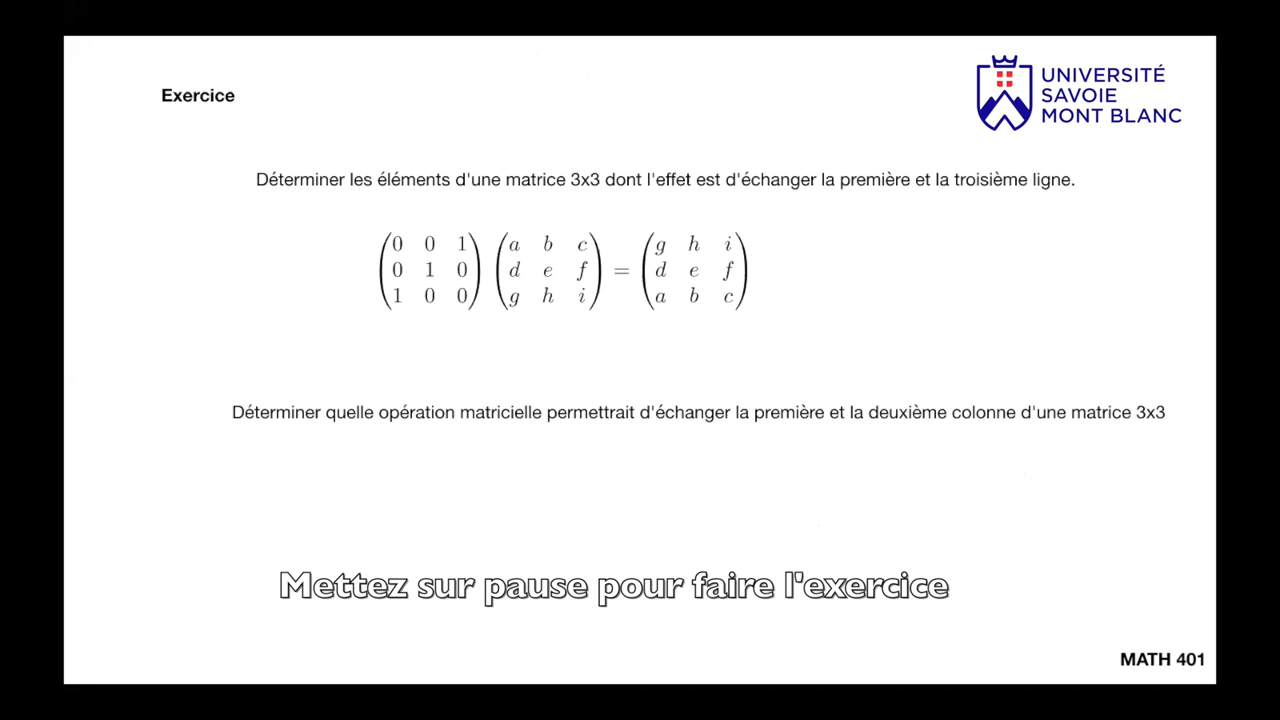 Exercice
UNIVERSITÉ
SAVOIE
MONT BLANC
Déterminer les éléments d'une matrice 3x3 dont l'effet est d'échanger la première et la troisième ligne.
0 0 1 a b c g h i
0 1 0 d e f = d e f
1 0 0 g h i a b c
Déterminer quelle opération matricielle permettrait d'échanger la première et la deuxième colonne d'une matrice 3x3
Mettez sur pause pour faire l'exercice
MATH 401